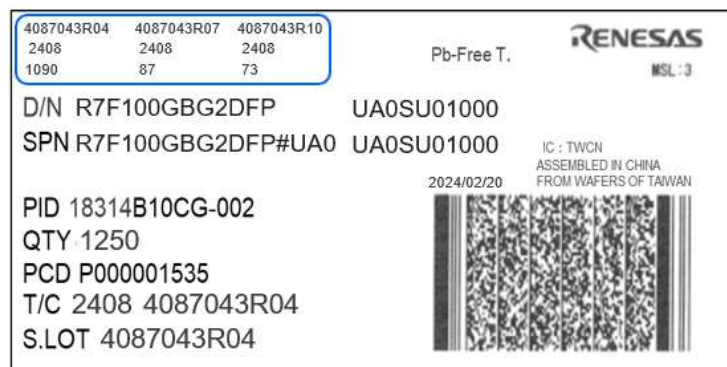 4087043R04 4087043R07 4087043R10
2408 2408 2408
1090 87 73
Pb-Free T.
RENESAS
MSL : 3
D/N R7F100GBG2DFP UA0SU01000
SPN R7F100GBG2DFP#UA0 UA0SU01000
IC : TWCN
ASSEMBLED IN CHINA
FROM WAFERS OF TAIWAN
2024/02/20
PID 18314B10CG-002
QTY 1250
PCD P000001535
T/C 2408 4087043R04
S.LOT 4087043R04